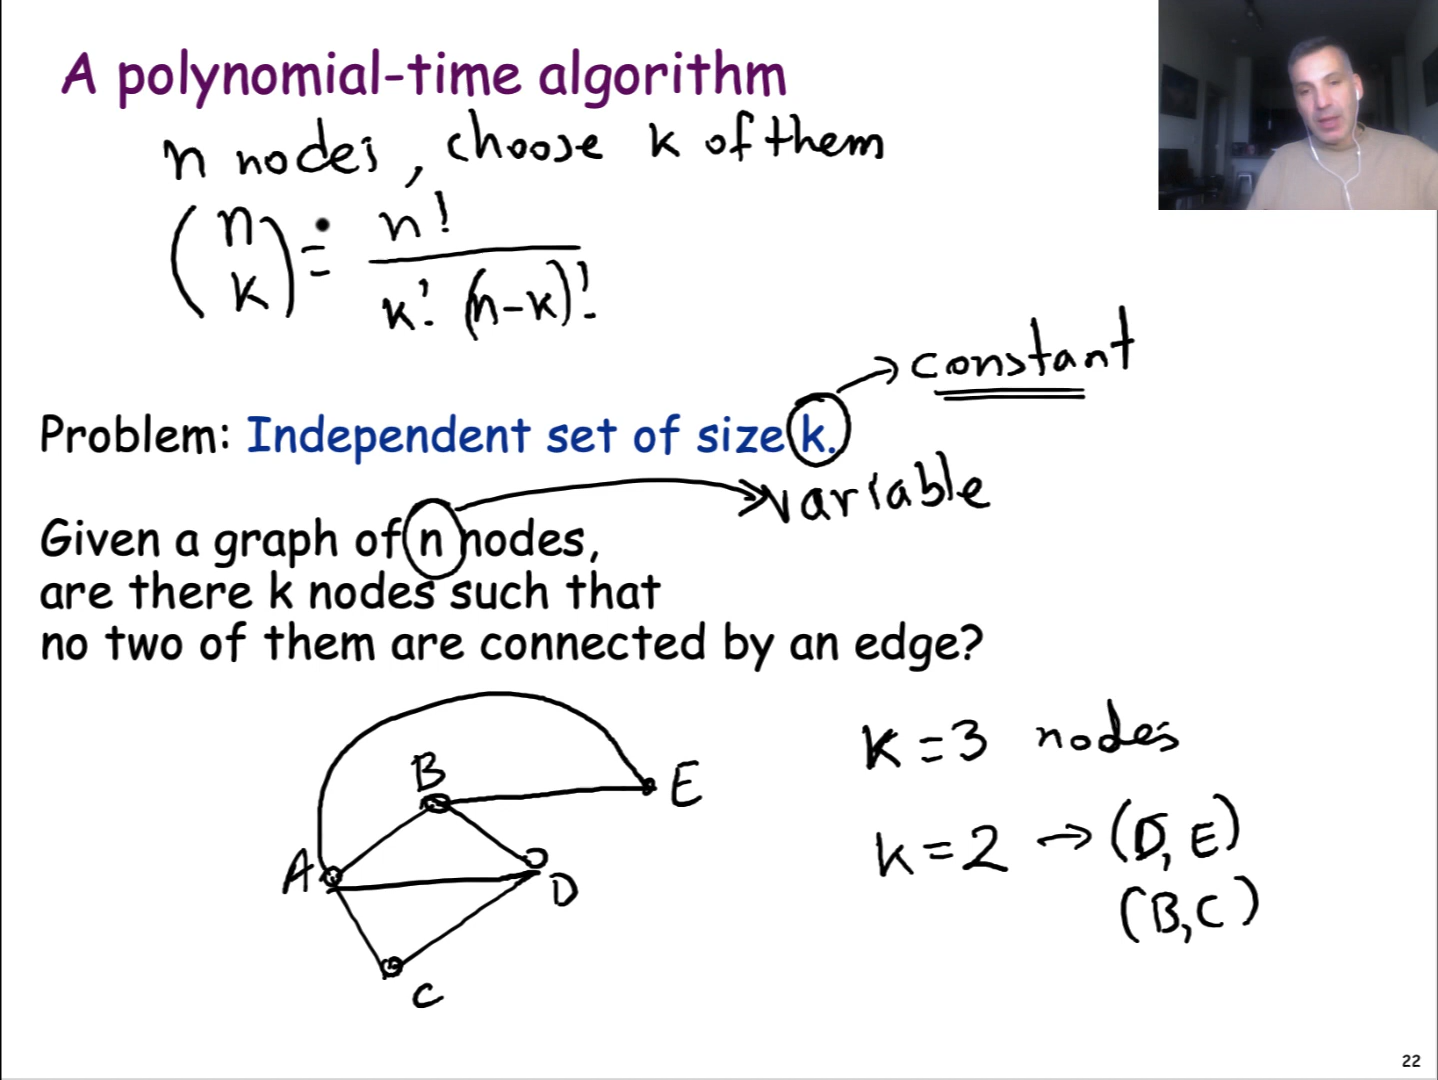 A polynomial-time algorithm
n nodes, choose k of them
(n k) = n! / k! (n-k)!
constant
Problem: Independent set of size k.
variable
Given a graph of n nodes,
are there k nodes such that
no two of them are connected by an edge?
k = 3 nodes
B
E
k = 2 → (D, E)
A
D
(B, C)
C
22